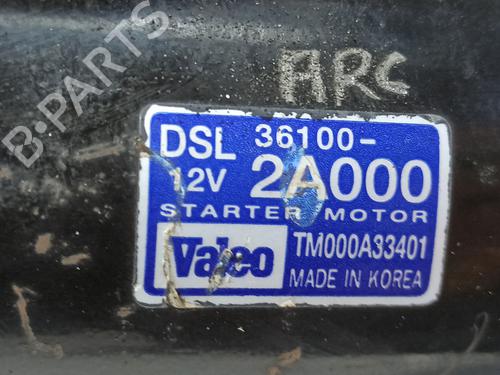 B-PARTS
ARC
DSL 36100-
12V 2A000
STARTER MOTOR
Valeo TM000A33401
MADE IN KOREA